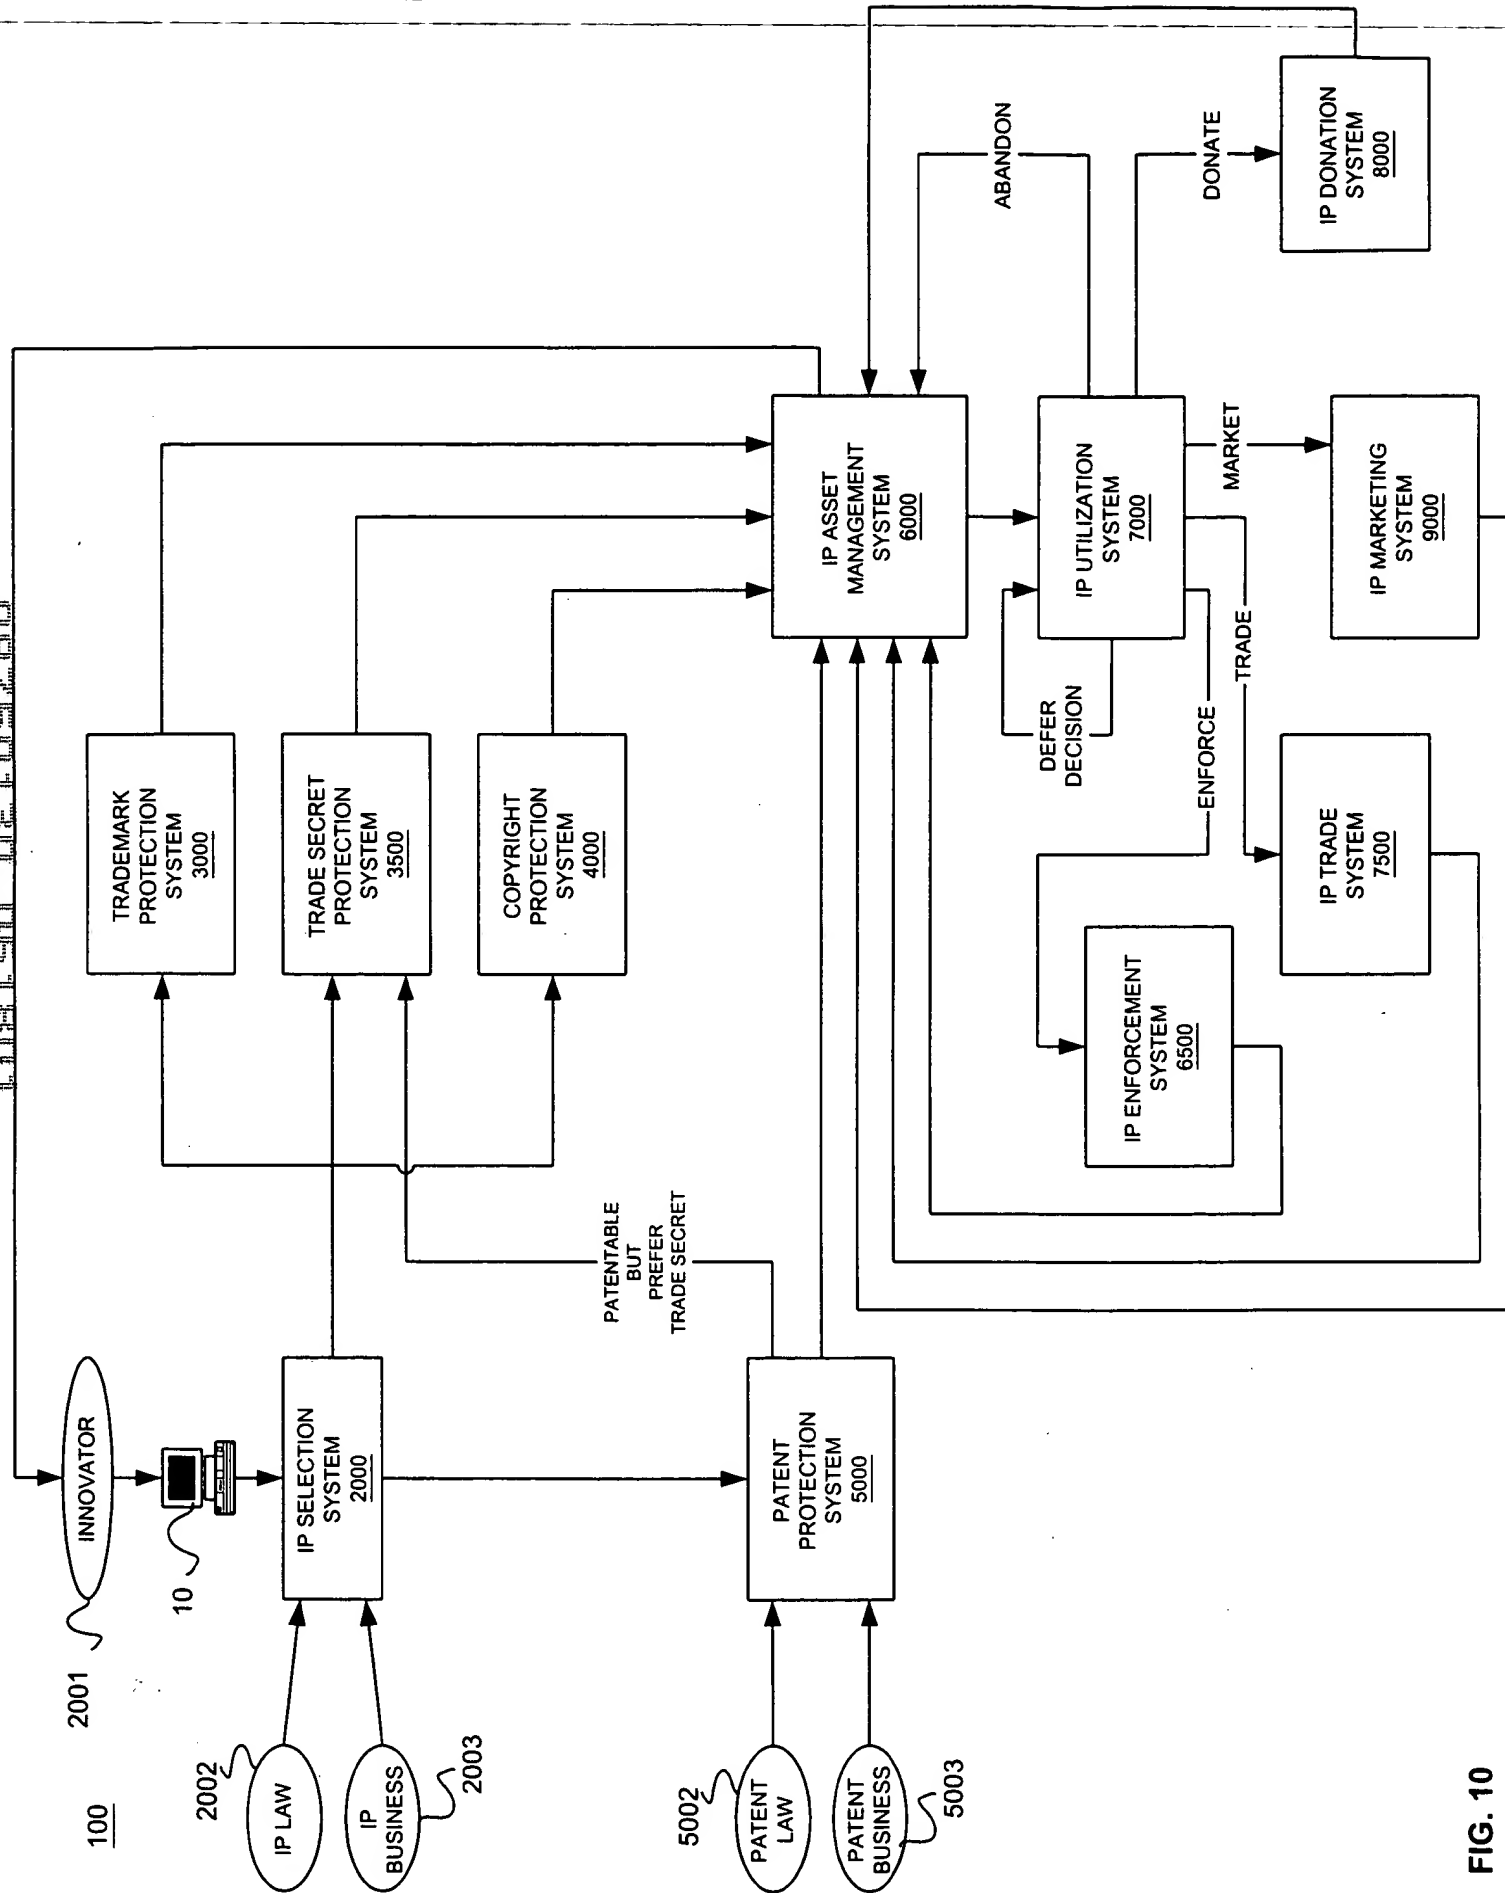 100
2001
INNOVATOR
10
2002
IP LAW
IP
BUSINESS
2003
IP SELECTION
SYSTEM
2000
TRADEMARK
PROTECTION
SYSTEM
3000
TRADE SECRET
PROTECTION
SYSTEM
3500
COPYRIGHT
PROTECTION
SYSTEM
4000
PATENTABLE
BUT
PREFER
TRADE SECRET
5002
PATENT
LAW
PATENT
BUSINESS
5003
PATENT
PROTECTION
SYSTEM
5000
IP ASSET
MANAGEMENT
SYSTEM
6000
ABANDON
DEFER
DECISION
IP UTILIZATION
SYSTEM
7000
ENFORCE
TRADE
MARKET
DONATE
IP ENFORCEMENT
SYSTEM
6500
IP TRADE
SYSTEM
7500
IP MARKETING
SYSTEM
9000
IP DONATION
SYSTEM
8000
FIG. 10